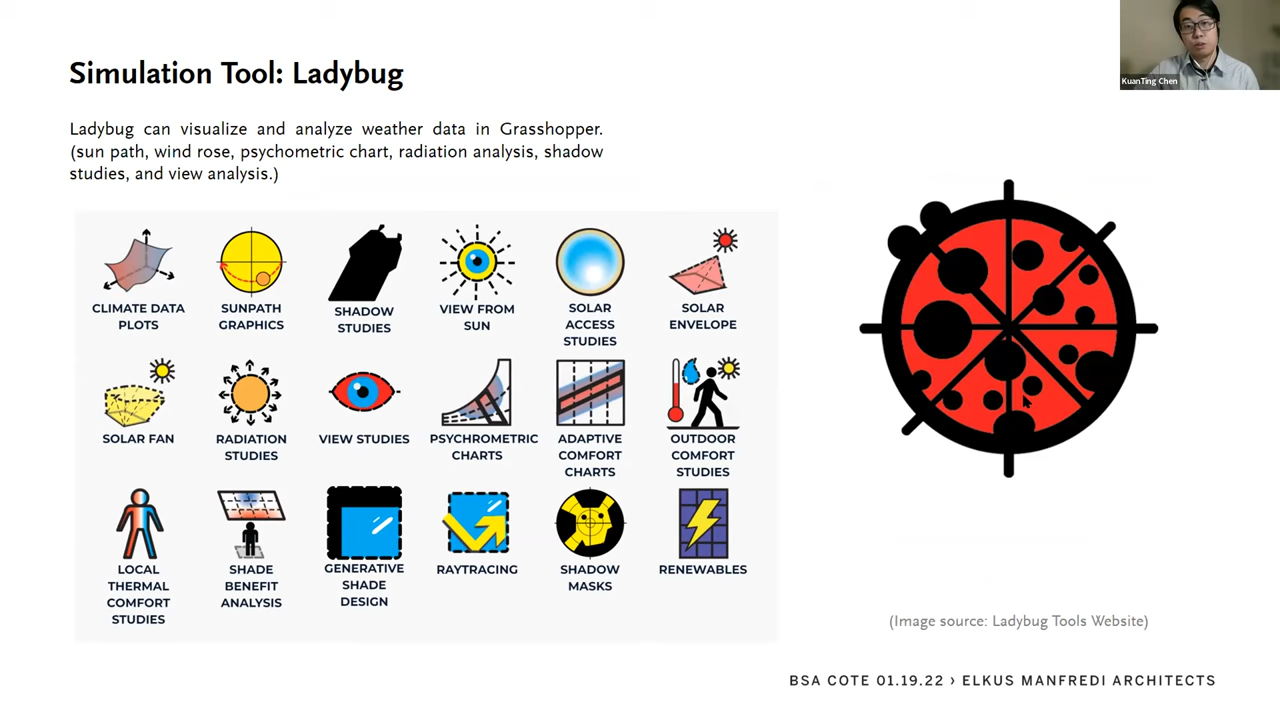 KuanTing Chen
Simulation Tool: Ladybug
Ladybug can visualize and analyze weather data in Grasshopper.
(sun path, wind rose, psychometric chart, radiation analysis, shadow
studies, and view analysis.)
CLIMATE DATA
PLOTS
SUNPATH
GRAPHICS
SHADOW
STUDIES
VIEW FROM
SUN
SOLAR
ACCESS
STUDIES
SOLAR
ENVELOPE
SOLAR FAN
RADIATION
STUDIES
VIEW STUDIES
PSYCHROMETRIC
CHARTS
ADAPTIVE
COMFORT
CHARTS
OUTDOOR
COMFORT
STUDIES
LOCAL
THERMAL
COMFORT
STUDIES
SHADE
BENEFIT
ANALYSIS
GENERATIVE
SHADE
DESIGN
RAYTRACING
SHADOW
MASKS
RENEWABLES
(Image source: Ladybug Tools Website)
BSA COTE 01.19.22 › ELKUS MANFREDI ARCHITECTS